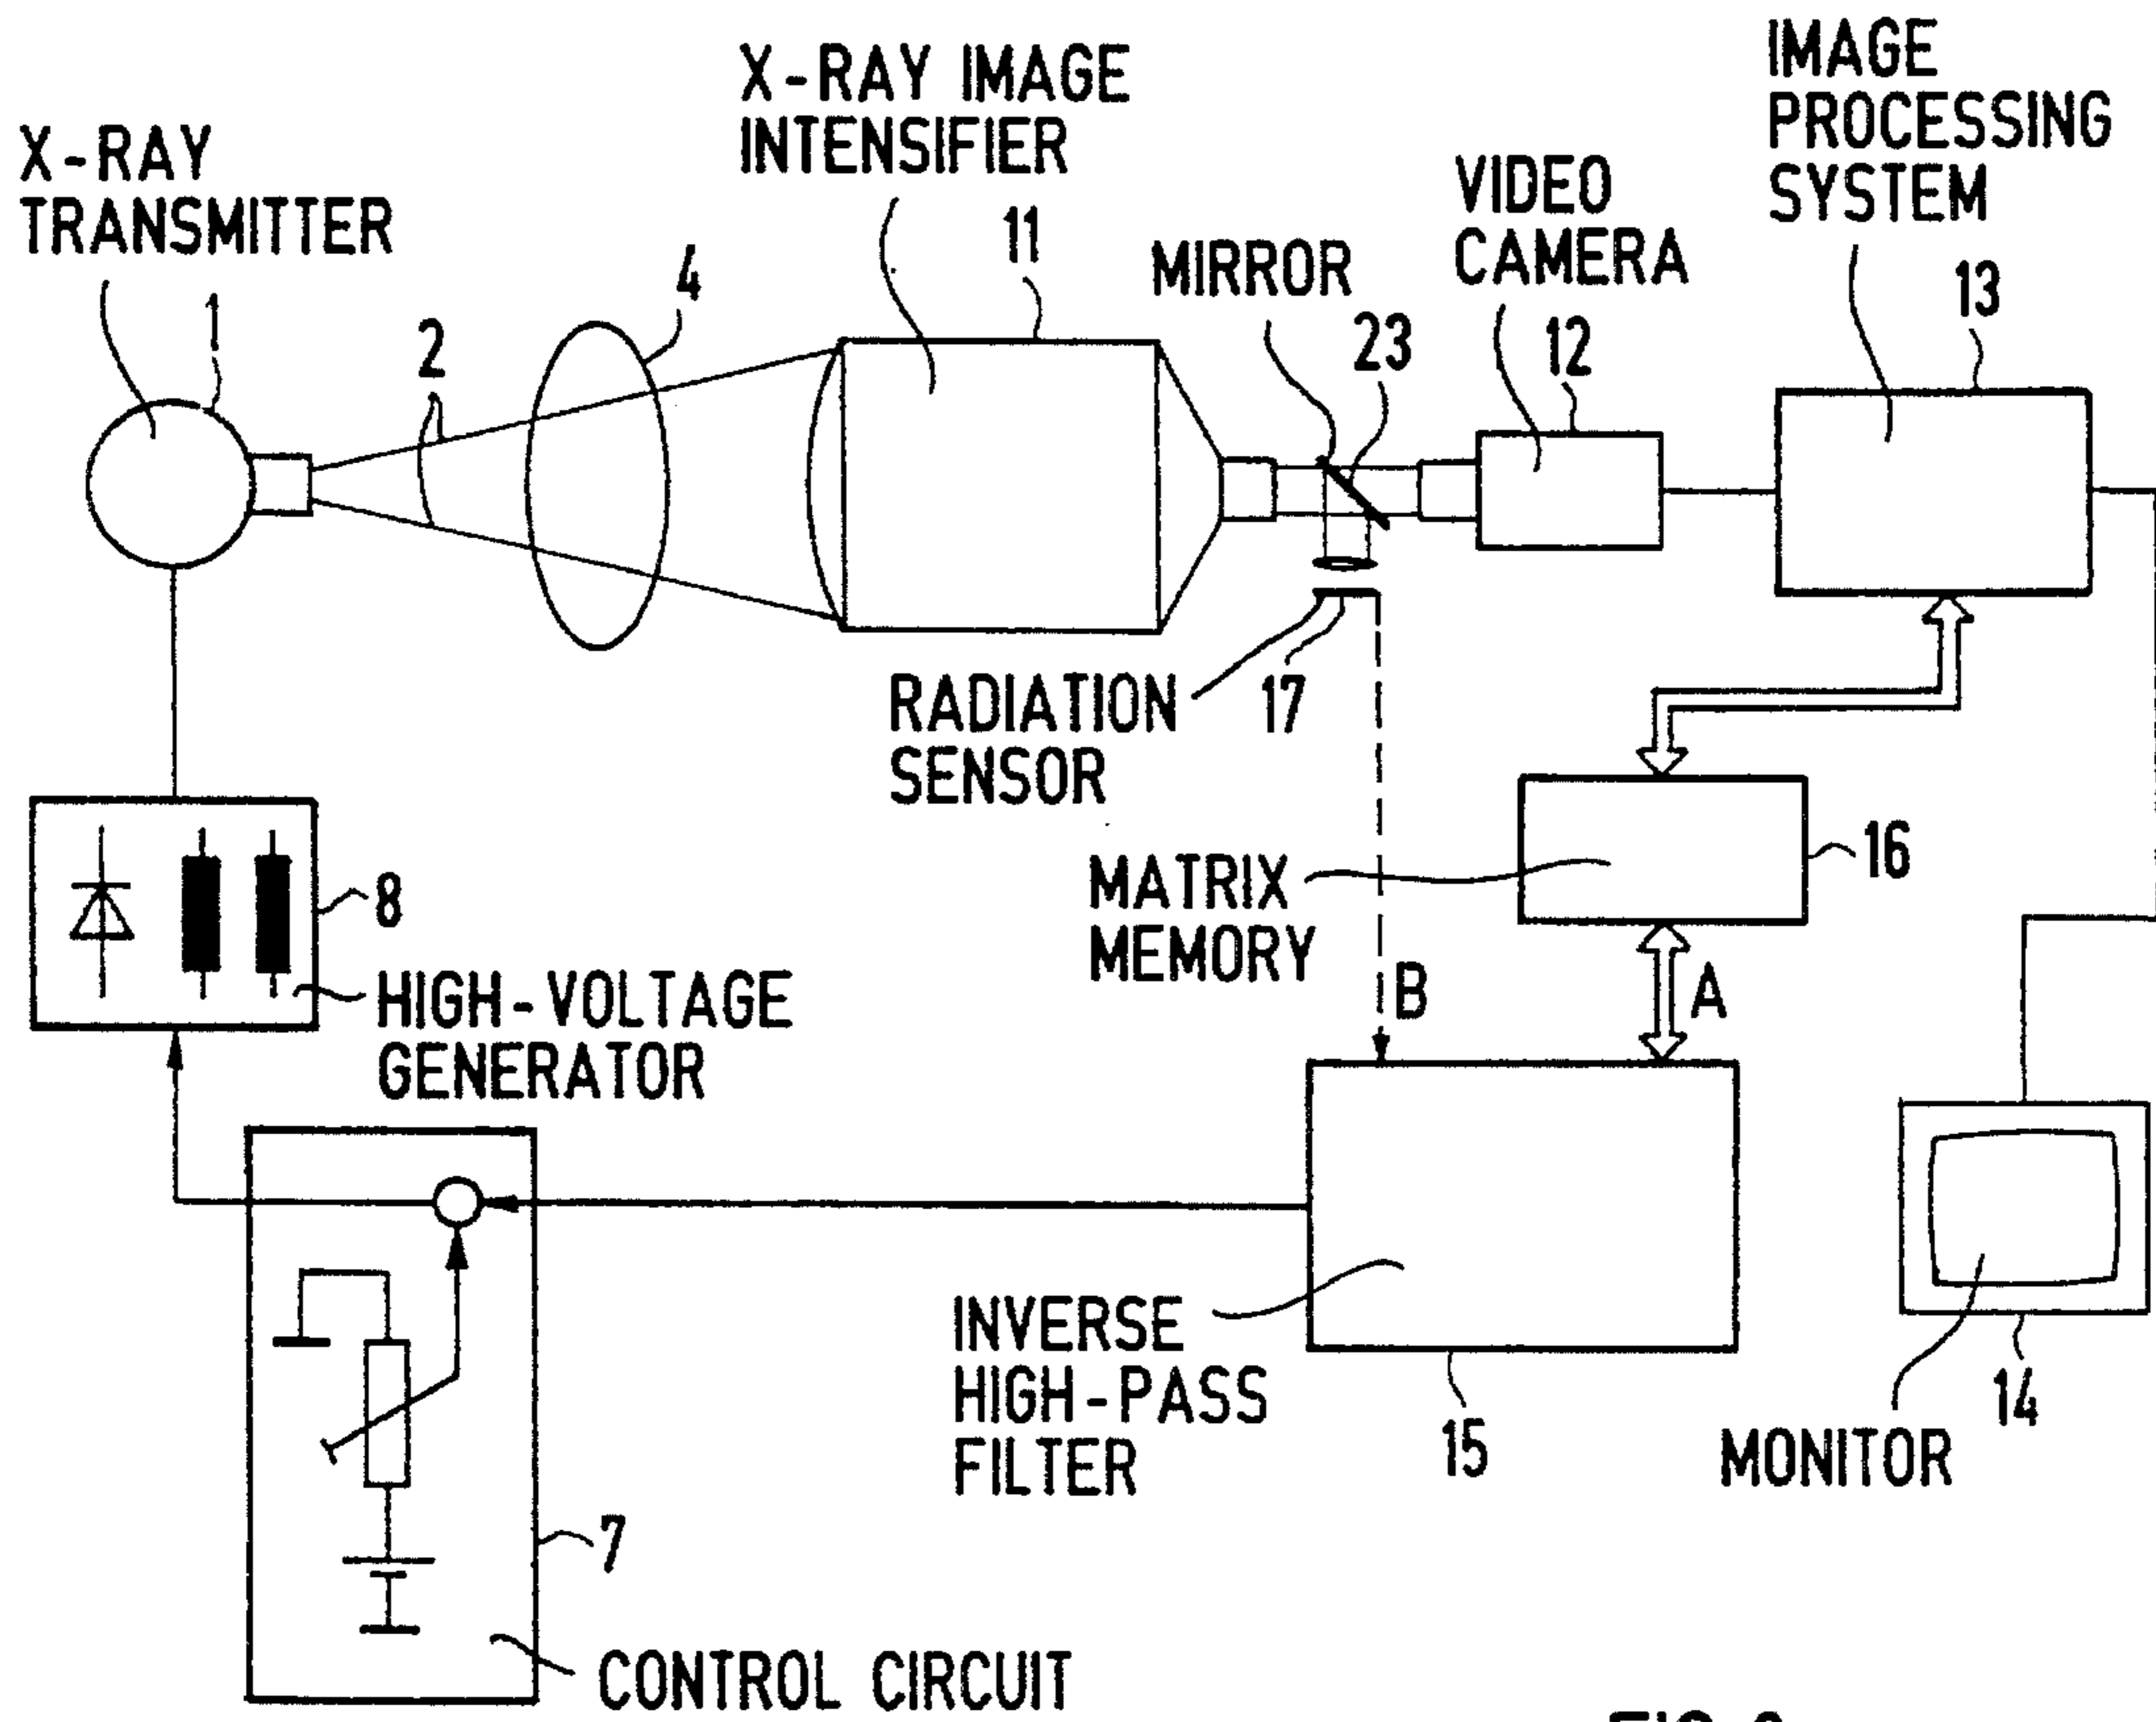 X-RAY
TRANSMITTER
1
2
4
X-RAY IMAGE
INTENSIFIER
11
MIRROR
23
VIDEO
CAMERA
12
IMAGE
PROCESSING
SYSTEM
13
RADIATION
SENSOR
17
MATRIX
MEMORY
16
B
A
8
HIGH-VOLTAGE
GENERATOR
INVERSE
HIGH-PASS
FILTER
15
MONITOR
14
7
CONTROL CIRCUIT